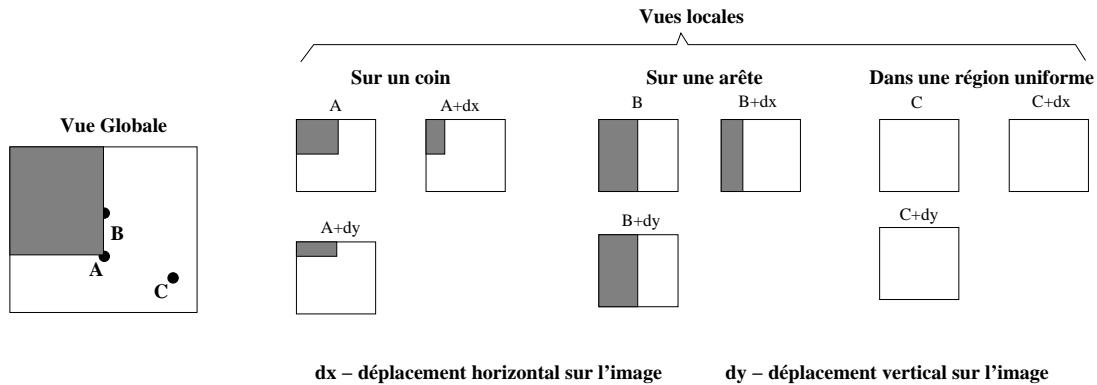 Vues locales
Sur un coin
Sur une arête
Dans une région uniforme
A
A+dx
B
B+dx
C
C+dx
Vue Globale
B
A
C
A+dy
B+dy
C+dy
dx – déplacement horizontal sur l'image
dy – déplacement vertical sur l'image